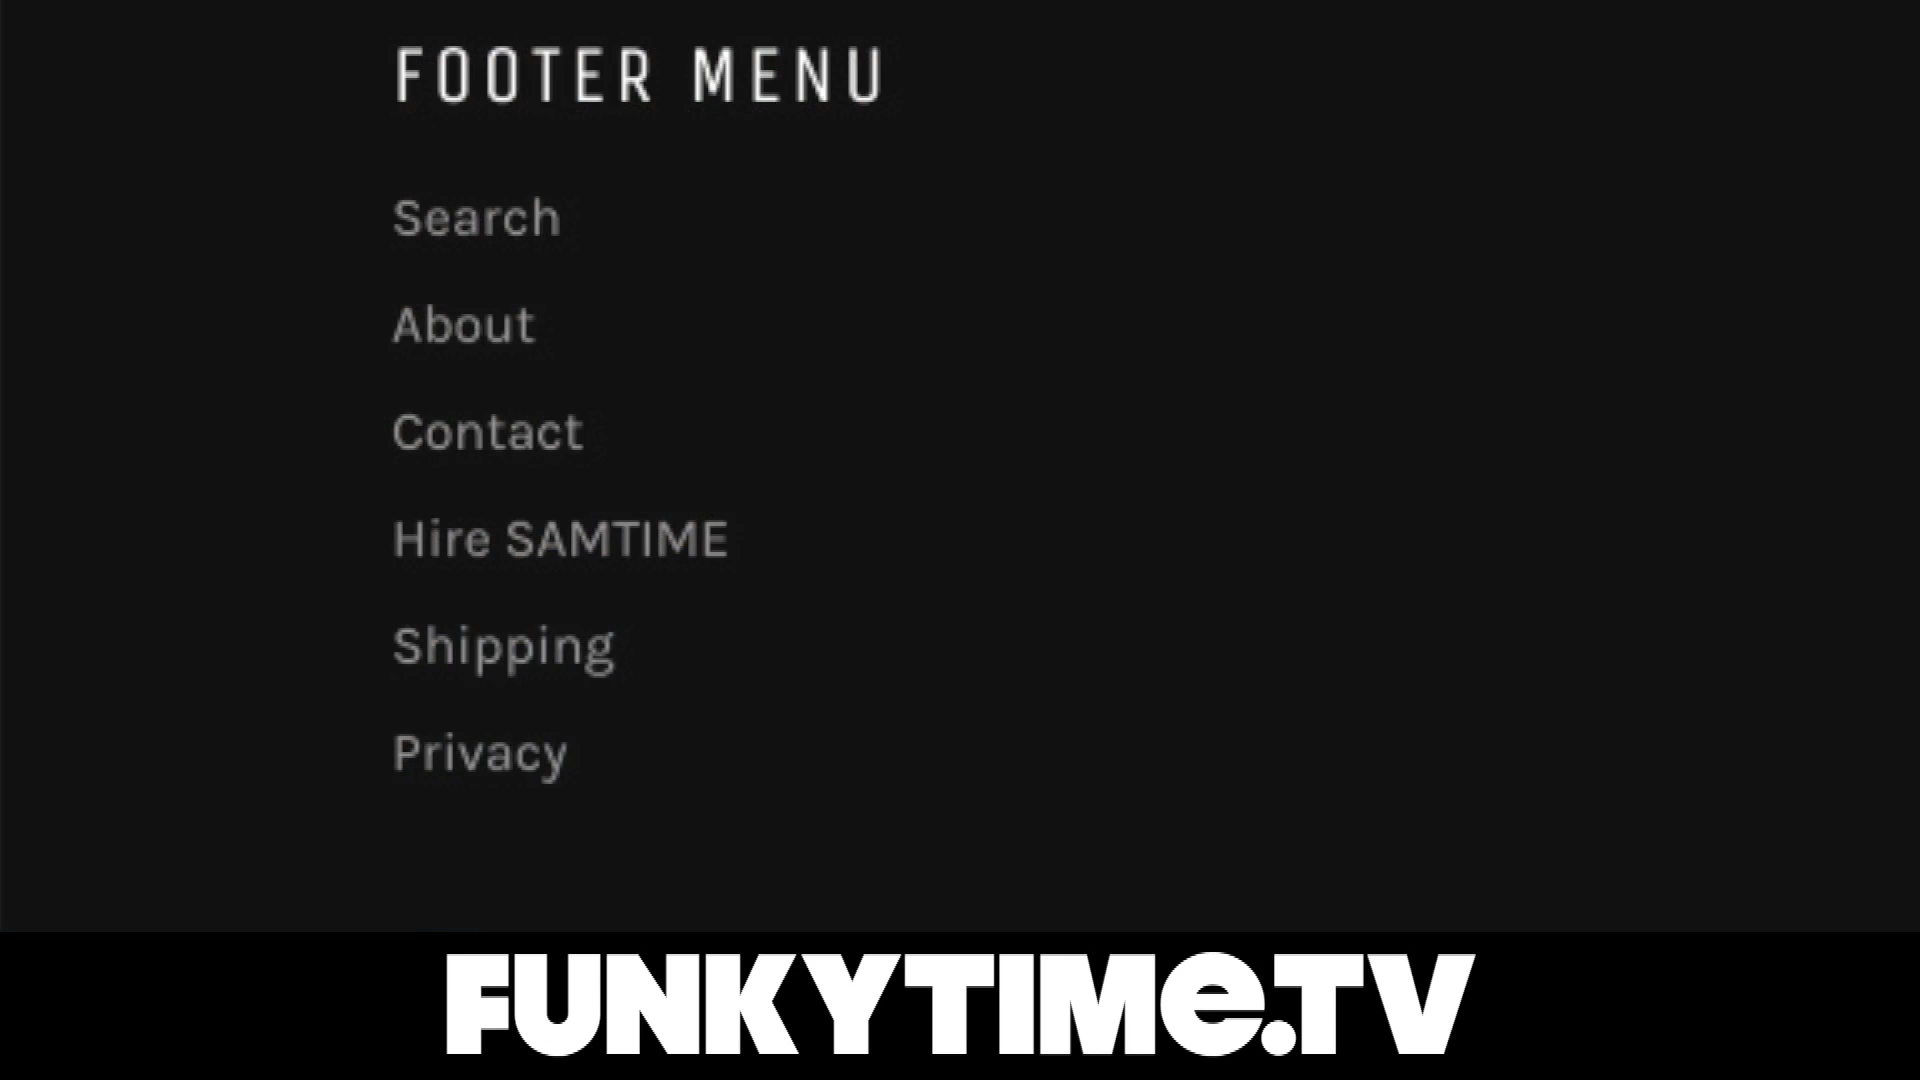 FOOTER MENU
Search
About
Contact
Hire SAMTIME
Shipping
Privacy
FUNKYTIMe.TV